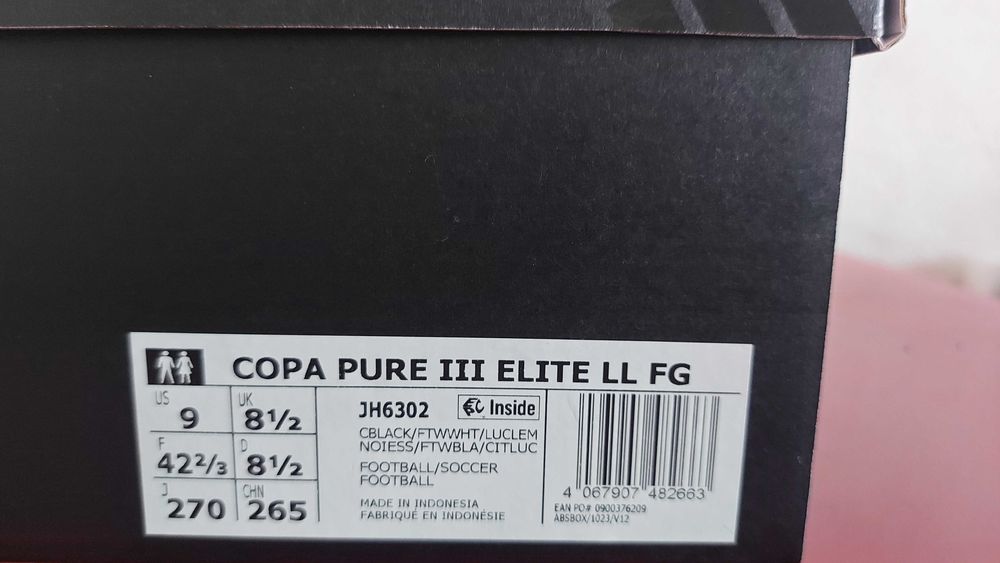 COPA PURE III ELITE LL FG
US 9 UK 8½
F 42⅔ D 8½
J 270 CHN 265
JH6302 Inside
CBLACK/FTWWHT/LUCLEM
NOIESS/FTWBLA/CITLUC
FOOTBALL/SOCCER
FOOTBALL
MADE IN INDONESIA
FABRIQUÉ EN INDONÉSIE
4 067907 482663
EAN PO# 0900376209
ABSBOX/1023/V12